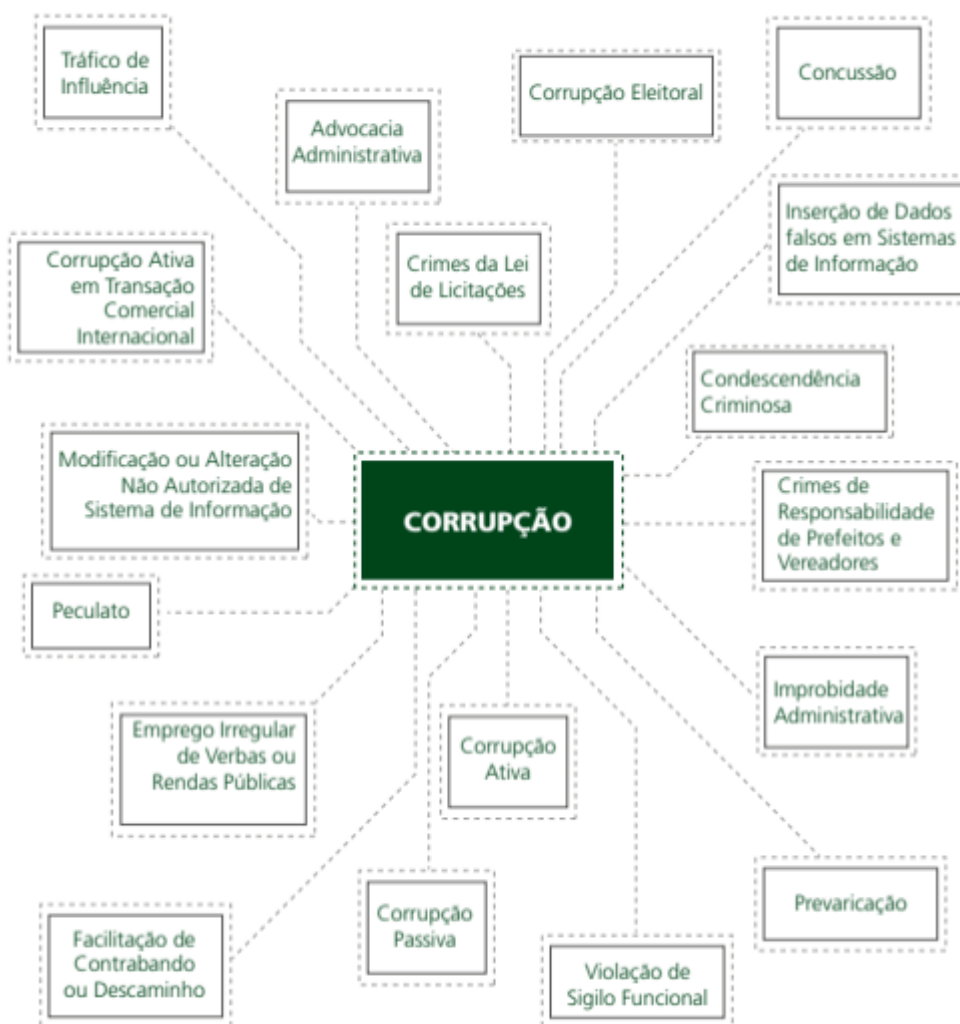 Tráfico de
Influência
Advocacia
Administrativa
Corrupção Eleitoral
Concussão
Corrupção Ativa
em Transação
Comercial
Internacional
Crimes da Lei
de Licitações
Inserção de Dados
falsos em Sistemas
de Informação
Condescendência
Criminosa
Modificação ou Alteração
Não Autorizada de
Sistema de Informação
CORRUPÇÃO
Crimes de
Responsabilidade
de Prefeitos e
Vereadores
Peculato
Improbidade
Administrativa
Emprego Irregular
de Verbas ou
Rendas Públicas
Corrupção
Ativa
Prevaricação
Facilitação de
Contrabando
ou Descaminho
Corrupção
Passiva
Violação de
Sigilo Funcional